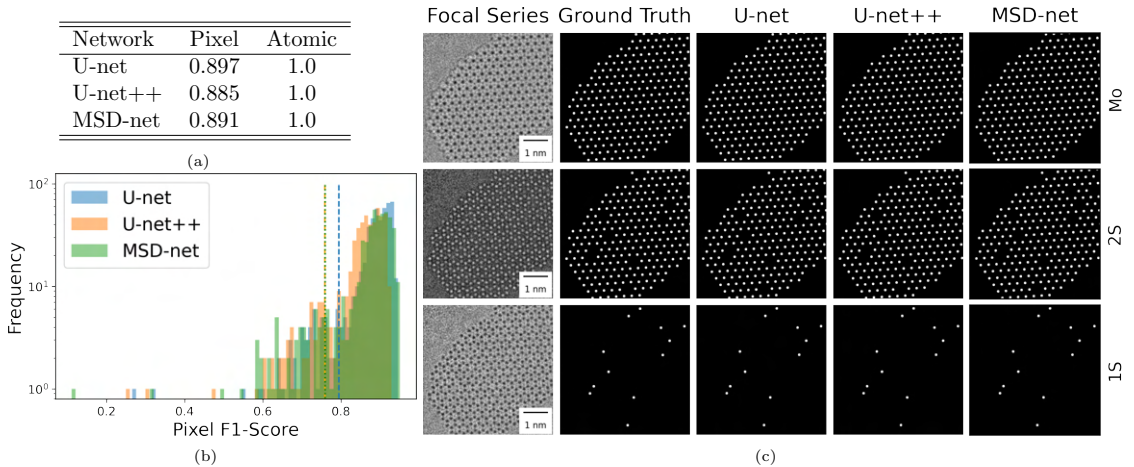 Network Pixel Atomic
U-net 0.897 1.0
U-net++ 0.885 1.0
MSD-net 0.891 1.0
(a)
10²
10¹
10⁰
Frequency
U-net
U-net++
MSD-net
0.2 0.4 0.6 0.8
Pixel F1-Score
(b)
Focal Series Ground Truth U-net U-net++ MSD-net
1 nm
Mo
1 nm
2S
1 nm
1S
(c)